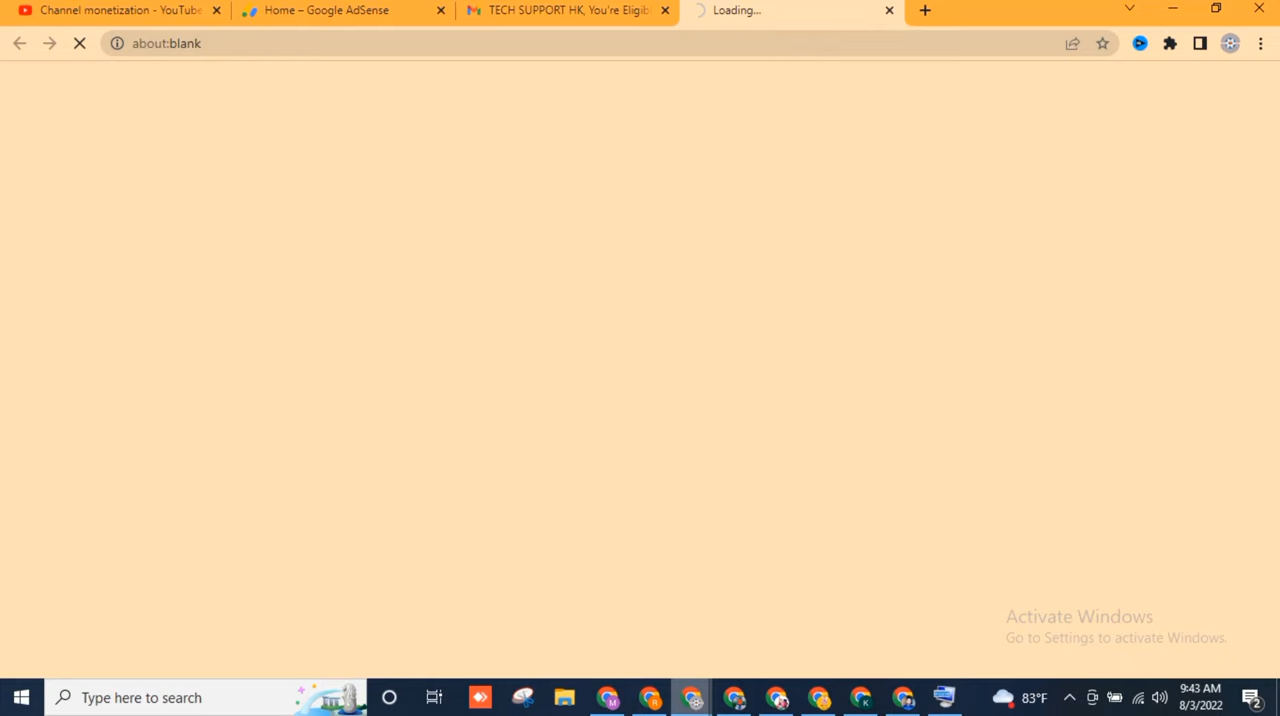 Channel monetization - YouTube
Home – Google AdSense
TECH SUPPORT HK, You're Eligib
Loading...
about:blank
Activate Windows
Go to Settings to activate Windows.
Type here to search
M
R
K
83°F
9:43 AM
8/3/2022
2